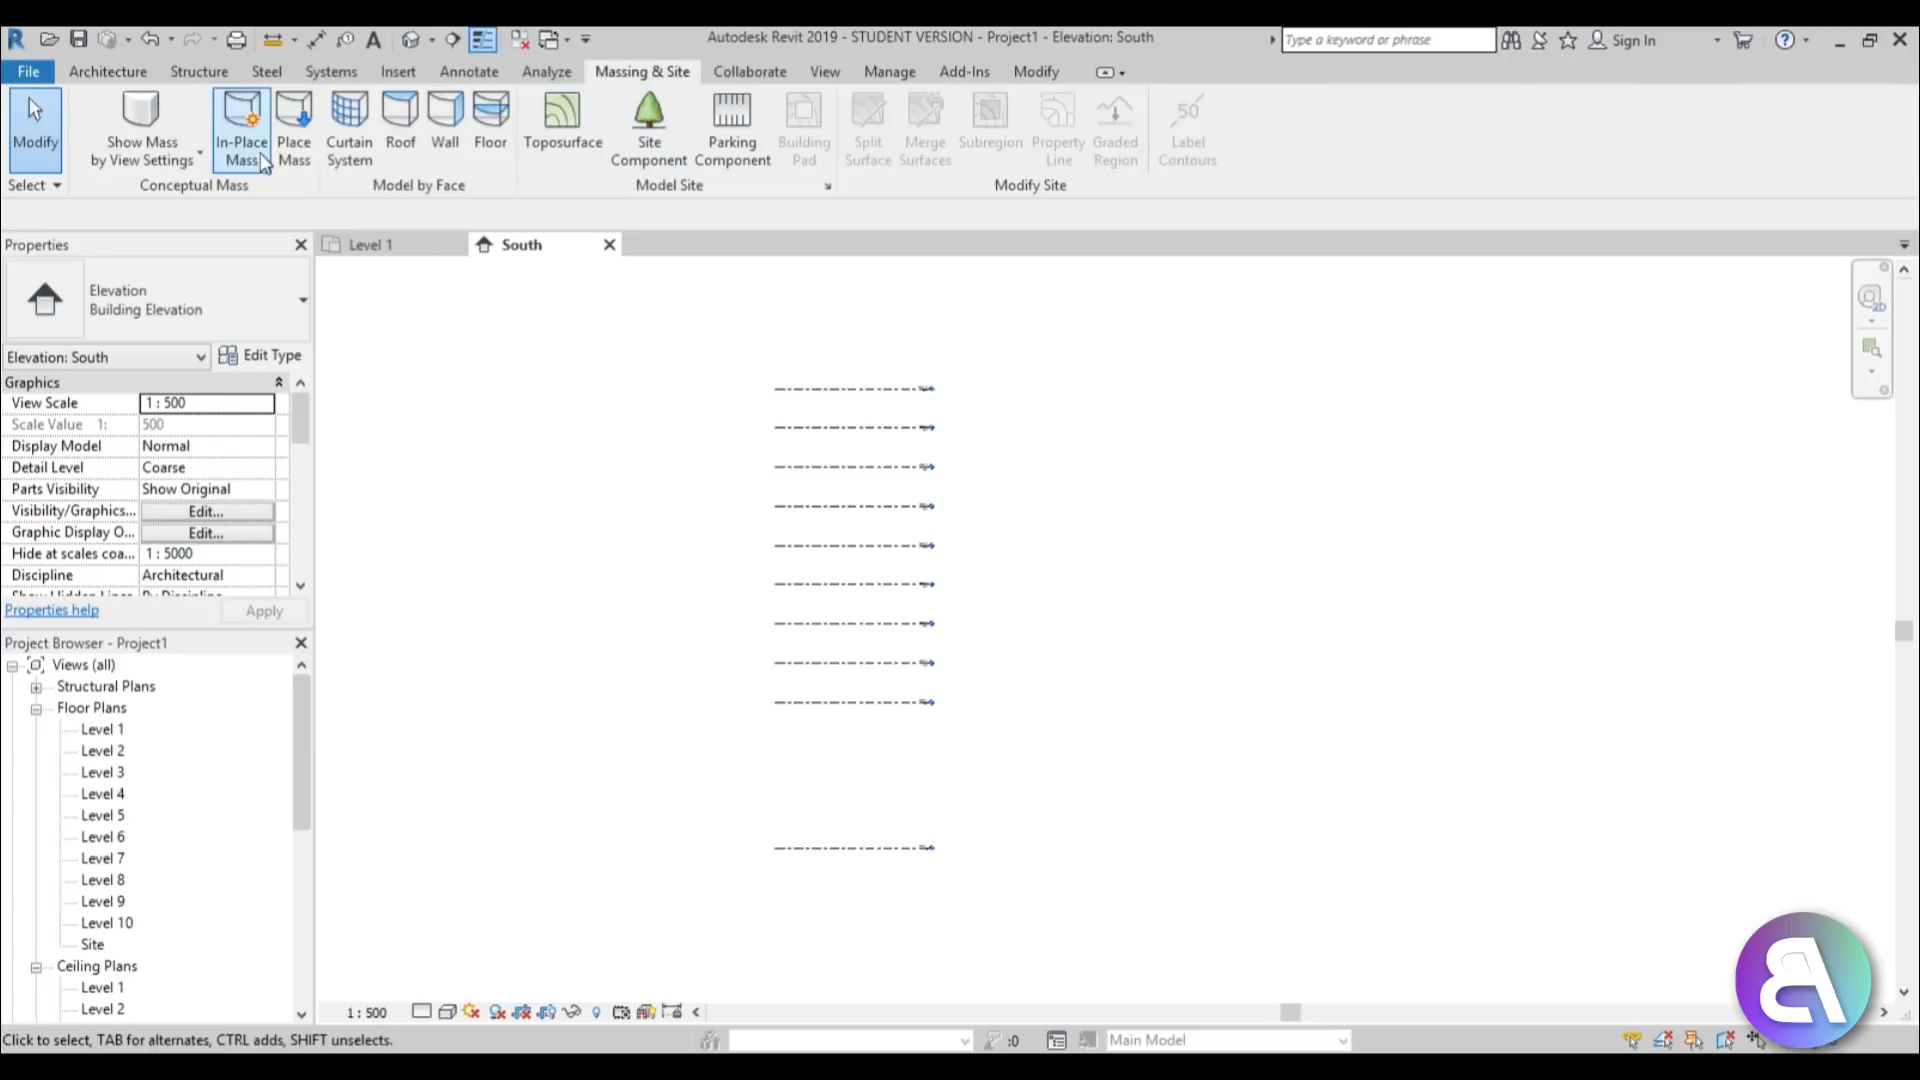 Autodesk Revit 2019 - STUDENT VERSION - Project1 - Elevation: South
Type a keyword or phrase
Sign In
File Architecture Structure Steel Systems Insert Annotate Analyze Massing & Site Collaborate View Manage Add-Ins Modify
Modify
Show Mass
by View Settings
In-Place
Mass
Place
Mass
Curtain
System
Roof
Wall
Floor
Toposurface
Site
Component
Parking
Component
Building
Pad
Split
Surface
Merge
Surfaces
Subregion
Property
Line
Graded
Region
50
Label
Contours
Select
Conceptual Mass
Model by Face
Model Site
Modify Site
Properties
Level 1
South
2D
Elevation
Building Elevation
Elevation: South
Edit Type
Graphics
View Scale 1 : 500
Scale Value 1: 500
Display Model Normal
Detail Level Coarse
Parts Visibility Show Original
Visibility/Graphics... Edit...
Graphic Display O... Edit...
Hide at scales coa... 1 : 5000
Discipline Architectural
Show Hidden Lines By Discipline
Properties help
Apply
Project Browser - Project1
Views (all)
Structural Plans
Floor Plans
Level 1
Level 2
Level 3
Level 4
Level 5
Level 6
Level 7
Level 8
Level 9
Level 10
Site
Ceiling Plans
Level 1
Level 2
1 : 500
Click to select, TAB for alternates, CTRL adds, SHIFT unselects.
:0
Main Model